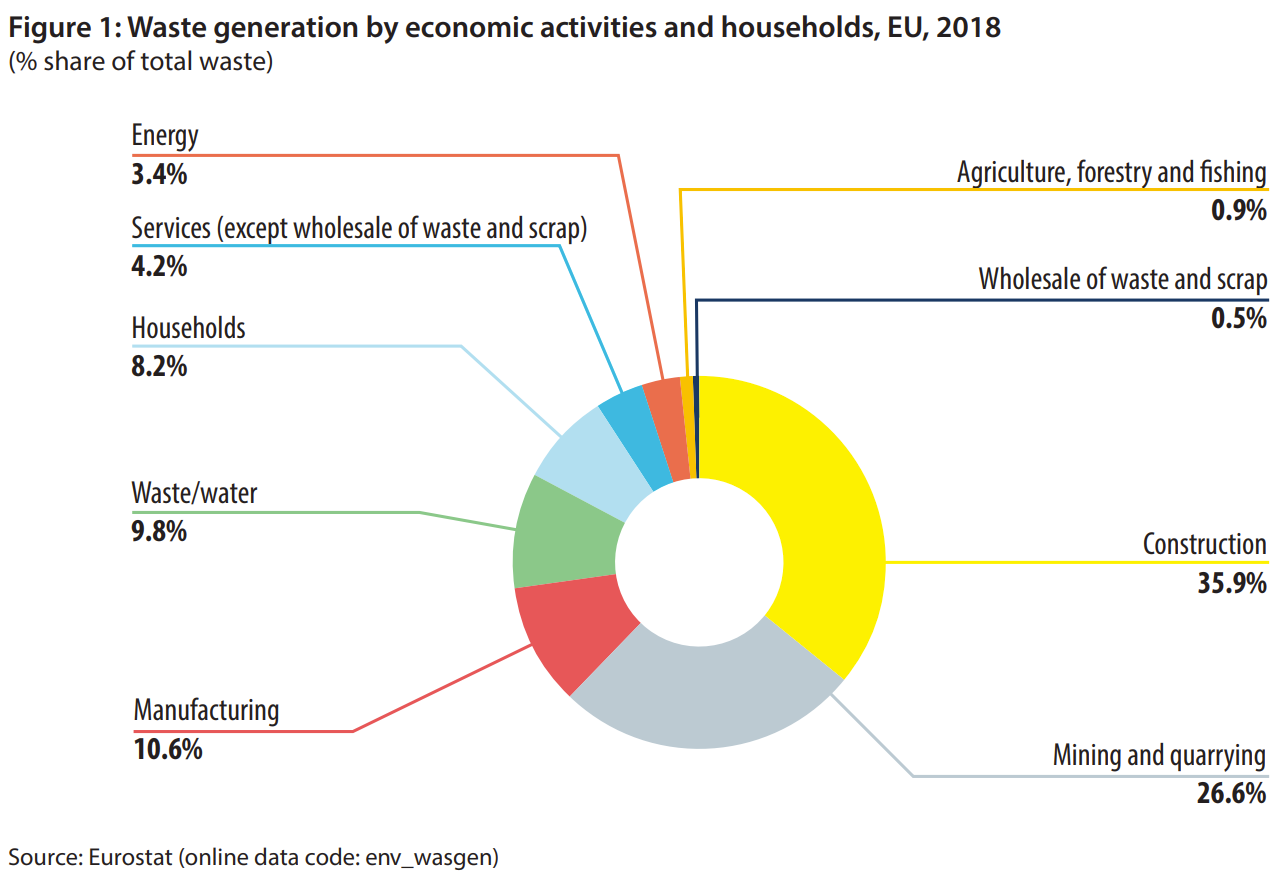 Figure 1: Waste generation by economic activities and households, EU, 2018
(% share of total waste)
Energy
3.4%
Services (except wholesale of waste and scrap)
4.2%
Households
8.2%
Waste/water
9.8%
Manufacturing
10.6%
Agriculture, forestry and fishing
0.9%
Wholesale of waste and scrap
0.5%
Construction
35.9%
Mining and quarrying
26.6%
Source: Eurostat (online data code: env_wasgen)